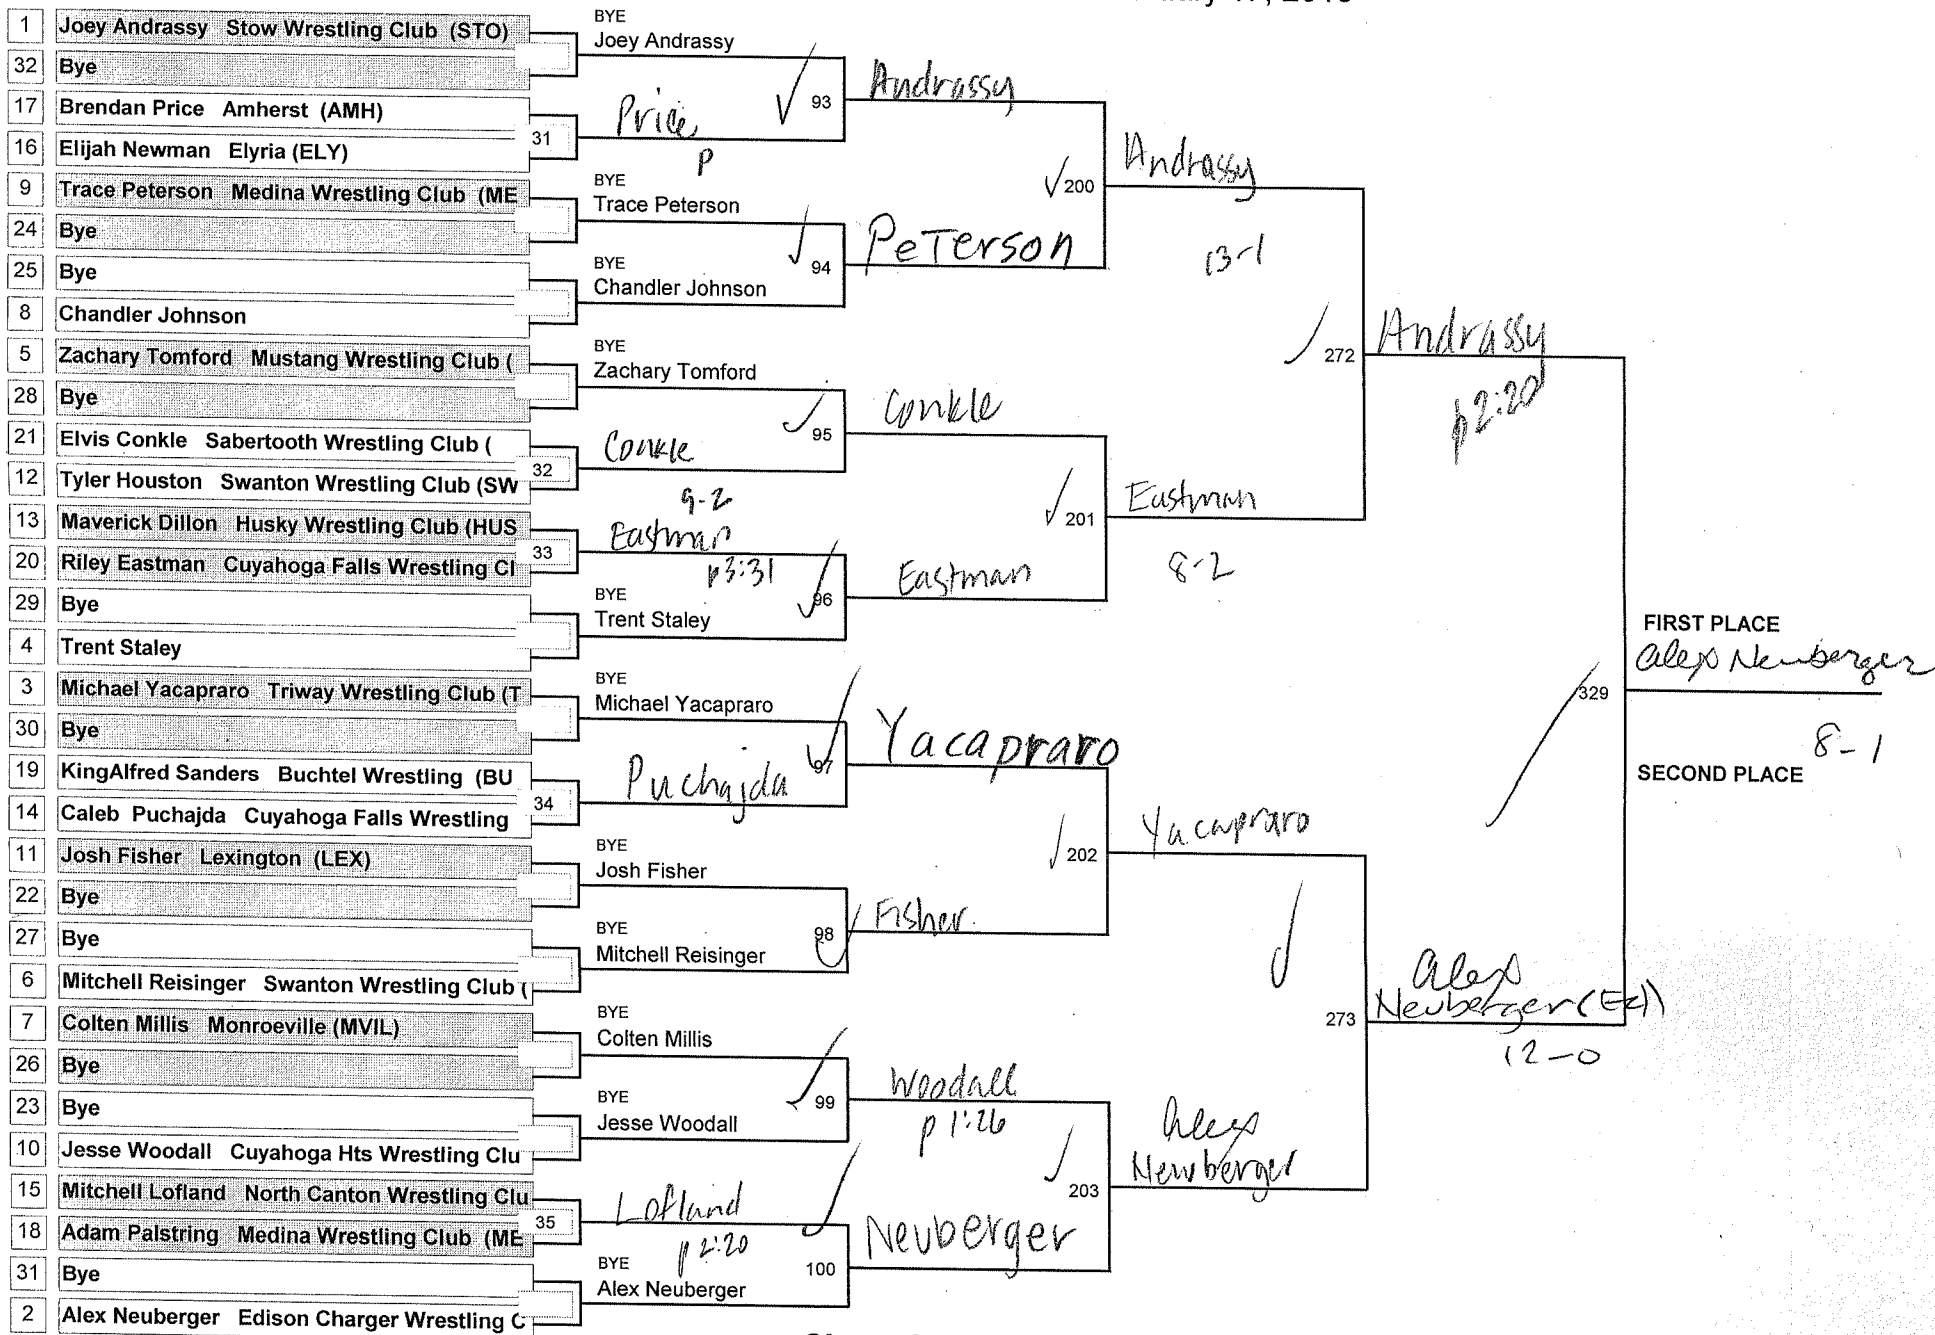 1 Joey Andrassy Stow Wrestling Club (STO)
32 Bye
17 Brendan Price Amherst (AMH)
16 Elijah Newman Elyria (ELY)
9 Trace Peterson Medina Wrestling Club (ME
24 Bye
25 Bye
8 Chandler Johnson
5 Zachary Tomford Mustang Wrestling Club (
28 Bye
21 Elvis Conkle Sabertooth Wrestling Club (
12 Tyler Houston Swanton Wrestling Club (SW
13 Maverick Dillon Husky Wrestling Club (HUS
20 Riley Eastman Cuyahoga Falls Wrestling Cl
29 Bye
4 Trent Staley
3 Michael Yacapraro Triway Wrestling Club (T
30 Bye
19 KingAlfred Sanders Buchtel Wrestling (BU
14 Caleb Puchajda Cuyahoga Falls Wrestling
11 Josh Fisher Lexington (LEX)
22 Bye
27 Bye
6 Mitchell Reisinger Swanton Wrestling Club (
7 Colten Millis Monroeville (MVIL)
26 Bye
23 Bye
10 Jesse Woodall Cuyahoga Hts Wrestling Clu
15 Mitchell Lofland North Canton Wrestling Clu
18 Adam Palstring Medina Wrestling Club (ME
31 Bye
2 Alex Neuberger Edison Charger Wrestling C
BYE
Joey Andrassy
31
Price
p
BYE
Trace Peterson
BYE
Chandler Johnson
BYE
Zachary Tomford
32
Conkle
9-2
33
Eastman
p3:31
BYE
Trent Staley
BYE
Michael Yacapraro
34
Puchajda
BYE
Josh Fisher
BYE
Mitchell Reisinger
BYE
Colten Millis
BYE
Jesse Woodall
35
Lofland
p 2:20
BYE
Alex Neuberger
93
Andrassy
94
Peterson
95
Conkle
96
Eastman
97
Yacapraro
98
Fisher
99
Woodall
p 1:26
100
Neuberger
200
Andrassy
13-1
201
Eastman
8-2
202
Yacapraro
203
Alex
Neuberger
272
Andrassy
p2:20
273
Alex
Neuberger (Ed)
12-0
329
FIRST PLACE
Alex Neuberger
8-1
SECOND PLACE